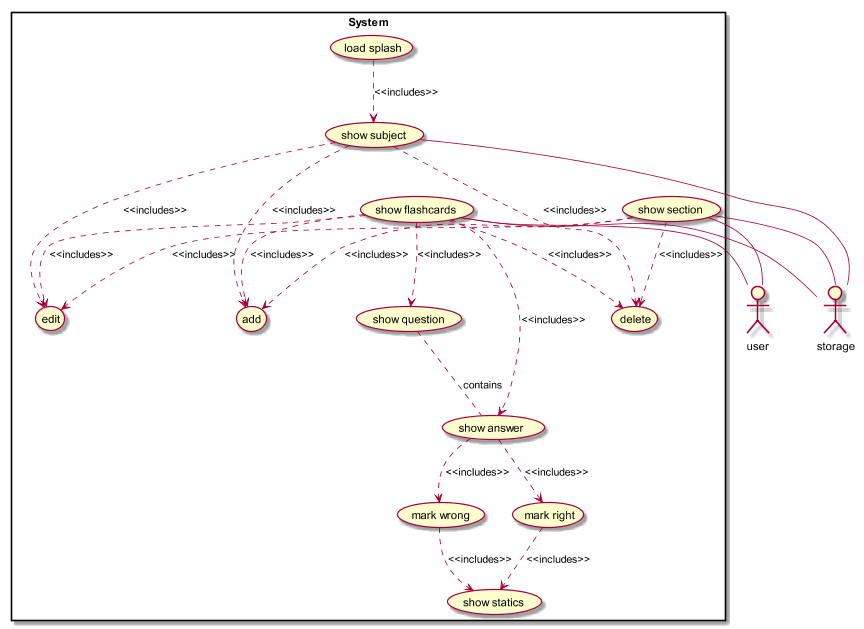 System
load splash
<<includes>>
show subject
<<includes>>
<<includes>>
<<includes>>
show flashcards
show section
<<includes>>
<<includes>>
<<includes>>
<<includes>>
<<includes>>
<<includes>>
<<includes>>
edit
add
show question
delete
<<includes>>
user
storage
contains
show answer
<<includes>>
<<includes>>
mark wrong
mark right
<<includes>>
<<includes>>
show statics